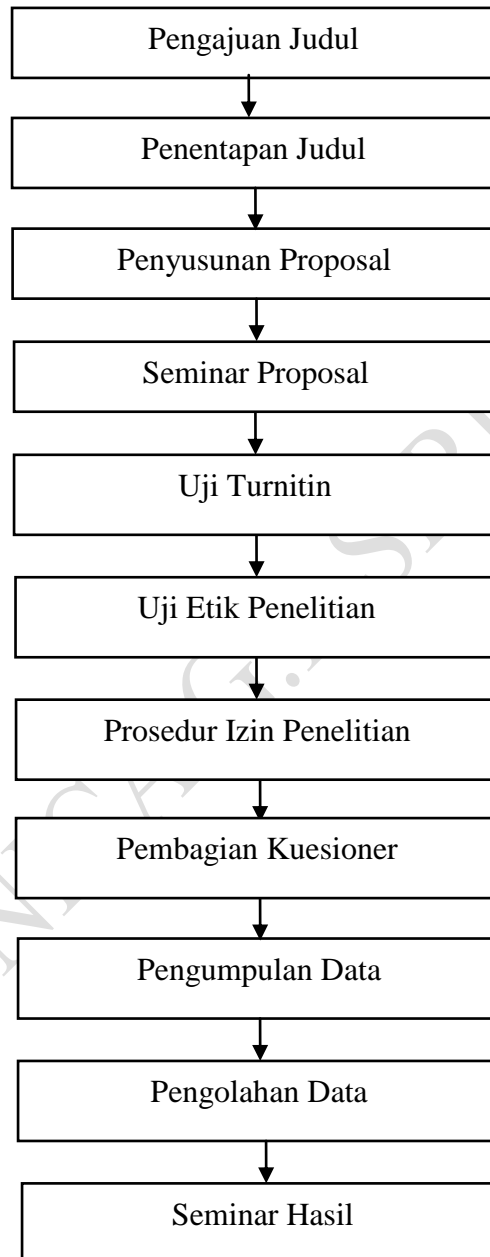 Pengajuan Judul
Penentapan Judul
Penyusunan Proposal
Seminar Proposal
Uji Turnitin
Uji Etik Penelitian
Prosedur Izin Penelitian
Pembagian Kuesioner
Pengumpulan Data
Pengolahan Data
Seminar Hasil